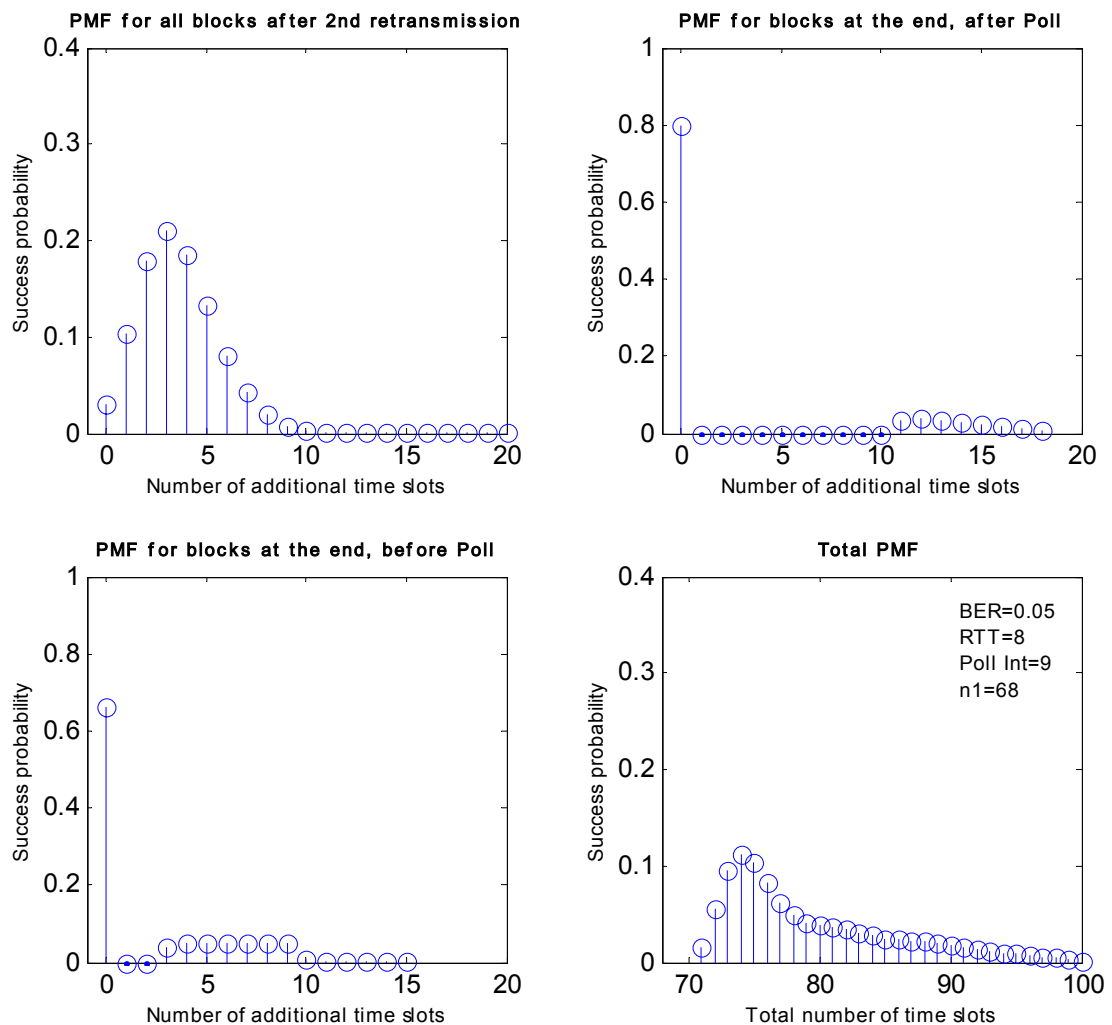 PMF for all blocks after 2nd retransmission
0.4
0.3
0.2
0.1
0
0
5
10
15
20
Success probability
Number of additional time slots
PMF for blocks at the end, after Poll
1
0.8
0.6
0.4
0.2
0
0
5
10
15
20
Success probability
Number of additional time slots
PMF for blocks at the end, before Poll
1
0.8
0.6
0.4
0.2
0
0
5
10
15
20
Success probability
Number of additional time slots
Total PMF
0.4
0.3
0.2
0.1
0
70
80
90
100
BER=0.05
RTT=8
Poll Int=9
n1=68
Success probability
Total number of time slots